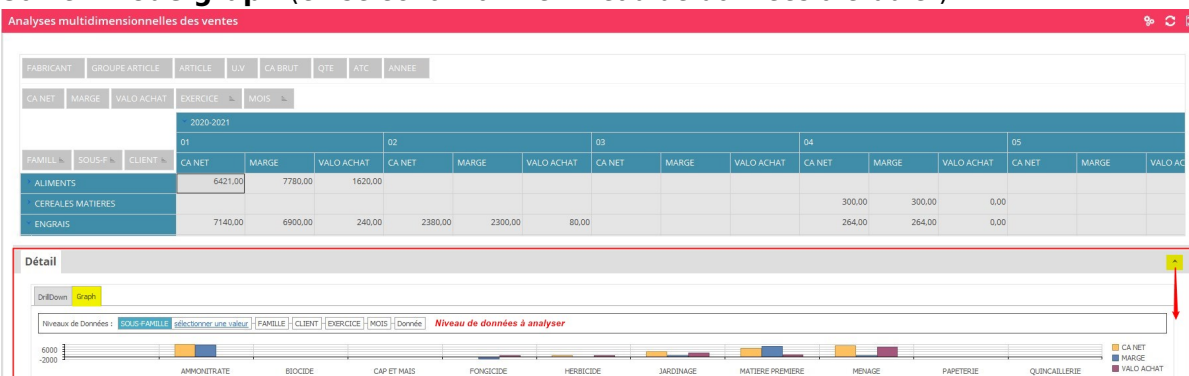 Analyses multidimensionnelles des ventes
FABRICANT GROUPE ARTICLE ARTICLE U.V CA BRUT QTE ATC ANNEE
CA NET MARGE VALO ACHAT EXERCICE MOIS
2020-2021
01 02 03 04 05
FAMILL SOUS-F CLIENT CA NET MARGE VALO ACHAT CA NET MARGE VALO ACHAT CA NET MARGE VALO ACHAT CA NET MARGE VALO ACHAT CA NET MARGE VALO AC
ALIMENTS 6421,00 7780,00 1620,00
CEREALES MATIERES 300,00 300,00 0,00
ENGRAIS 7140,00 6900,00 240,00 2380,00 2300,00 80,00 264,00 264,00 0,00
Détail
DrillDown Graph
Niveaux de Données : SOUS-FAMILLE sélectionner une valeur FAMILLE CLIENT EXERCICE MOIS Donnée Niveau de données à analyser
6000
-2000
AMMONITRATE BIOCIDE CAP ET MAIS FONGICIDE HERBICIDE JARDINAGE MATIERE PREMIERE MENAGE PAPETERIE QUINCAILLERIE
CA NET
MARGE
VALO ACHAT